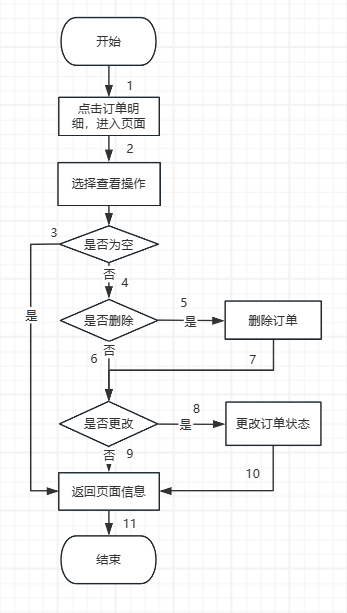 开始
1
点击订单明
细，进入页面
2
选择查看操作
3
是否为空
否
4
是
是否删除
5
是
删除订单
否
6
7
是否更改
8
是
更改订单状态
否
9
返回页面信息
10
11
结束